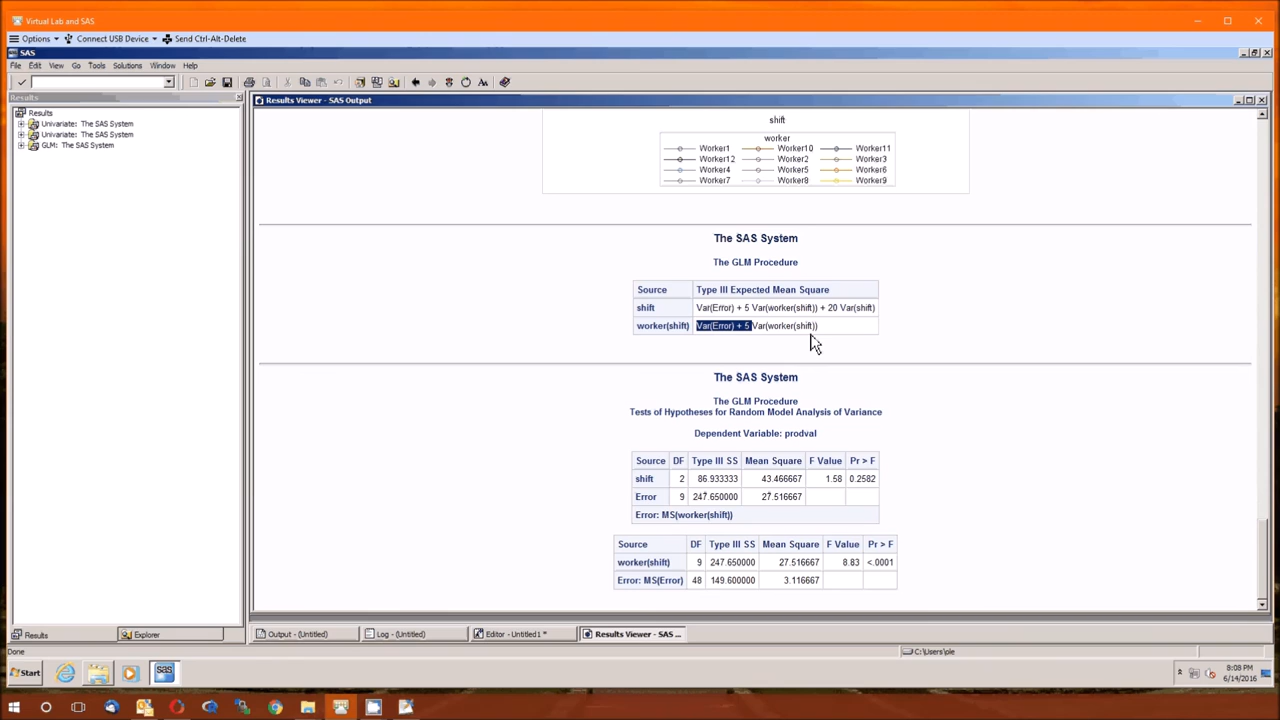 Virtual Lab and SAS
Options Connect USB Device Send Ctrl-Alt-Delete
SAS
File Edit View Go Tools Solutions Window Help
Results
Results
Univariate: The SAS System
Univariate: The SAS System
GLM: The SAS System
Results Viewer - SAS Output
shift
worker
Worker1 Worker10 Worker11
Worker12 Worker2 Worker3
Worker4 Worker5 Worker6
Worker7 Worker8 Worker9
The SAS System
The GLM Procedure
Source Type III Expected Mean Square
shift Var(Error) + 5 Var(worker(shift)) + 20 Var(shift)
worker(shift) Var(Error) + 5 Var(worker(shift))
The SAS System
The GLM Procedure
Tests of Hypotheses for Random Model Analysis of Variance
Dependent Variable: prodval
Source DF Type III SS Mean Square F Value Pr > F
shift 2 86.933333 43.466667 1.58 0.2582
Error 9 247.650000 27.516667
Error: MS(worker(shift))
Source DF Type III SS Mean Square F Value Pr > F
worker(shift) 9 247.650000 27.516667 8.83 <.0001
Error: MS(Error) 48 149.600000 3.116667
Results Explorer
Output - (Untitled) Log - (Untitled) Editor - Untitled1 * Results Viewer - SAS ...
Done
C:\Users\ple
Start
sas
8:08 PM
6/14/2016